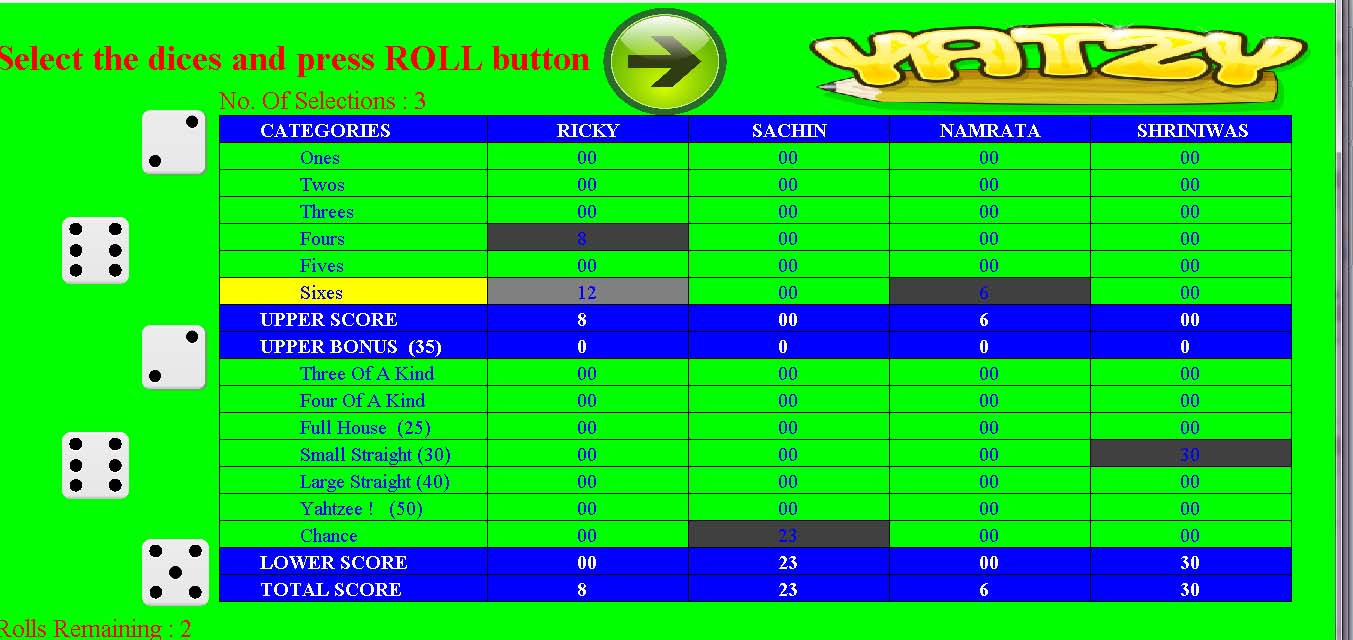 Select the dices and press ROLL button
YATZY
No. Of Selections : 3
CATEGORIES RICKY SACHIN NAMRATA SHRINIWAS
Ones 00 00 00 00
Twos 00 00 00 00
Threes 00 00 00 00
Fours 8 00 00 00
Fives 00 00 00 00
Sixes 12 00 6 00
UPPER SCORE 8 00 6 00
UPPER BONUS (35) 0 0 0 0
Three Of A Kind 00 00 00 00
Four Of A Kind 00 00 00 00
Full House (25) 00 00 00 00
Small Straight (30) 00 00 00 30
Large Straight (40) 00 00 00 00
Yahtzee ! (50) 00 00 00 00
Chance 00 23 00 00
LOWER SCORE 00 23 00 30
TOTAL SCORE 8 23 6 30
Rolls Remaining : 2